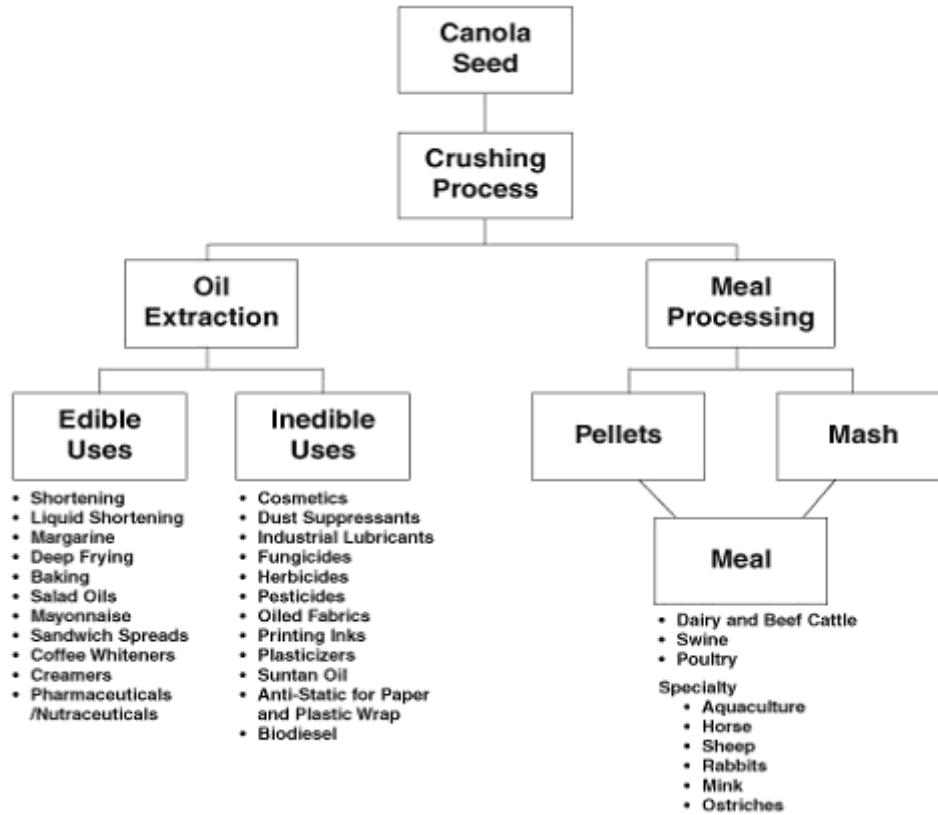 Canola
Seed
Crushing
Process
Oil
Extraction
Meal
Processing
Edible
Uses
Inedible
Uses
Pellets
Mash
• Shortening
• Liquid Shortening
• Margarine
• Deep Frying
• Baking
• Salad Oils
• Mayonnaise
• Sandwich Spreads
• Coffee Whiteners
• Creamers
• Pharmaceuticals
/Nutraceuticals
• Cosmetics
• Dust Suppressants
• Industrial Lubricants
• Fungicides
• Herbicides
• Pesticides
• Oiled Fabrics
• Printing Inks
• Plasticizers
• Suntan Oil
• Anti-Static for Paper
and Plastic Wrap
• Biodiesel
Meal
• Dairy and Beef Cattle
• Swine
• Poultry
Specialty
• Aquaculture
• Horse
• Sheep
• Rabbits
• Mink
• Ostriches